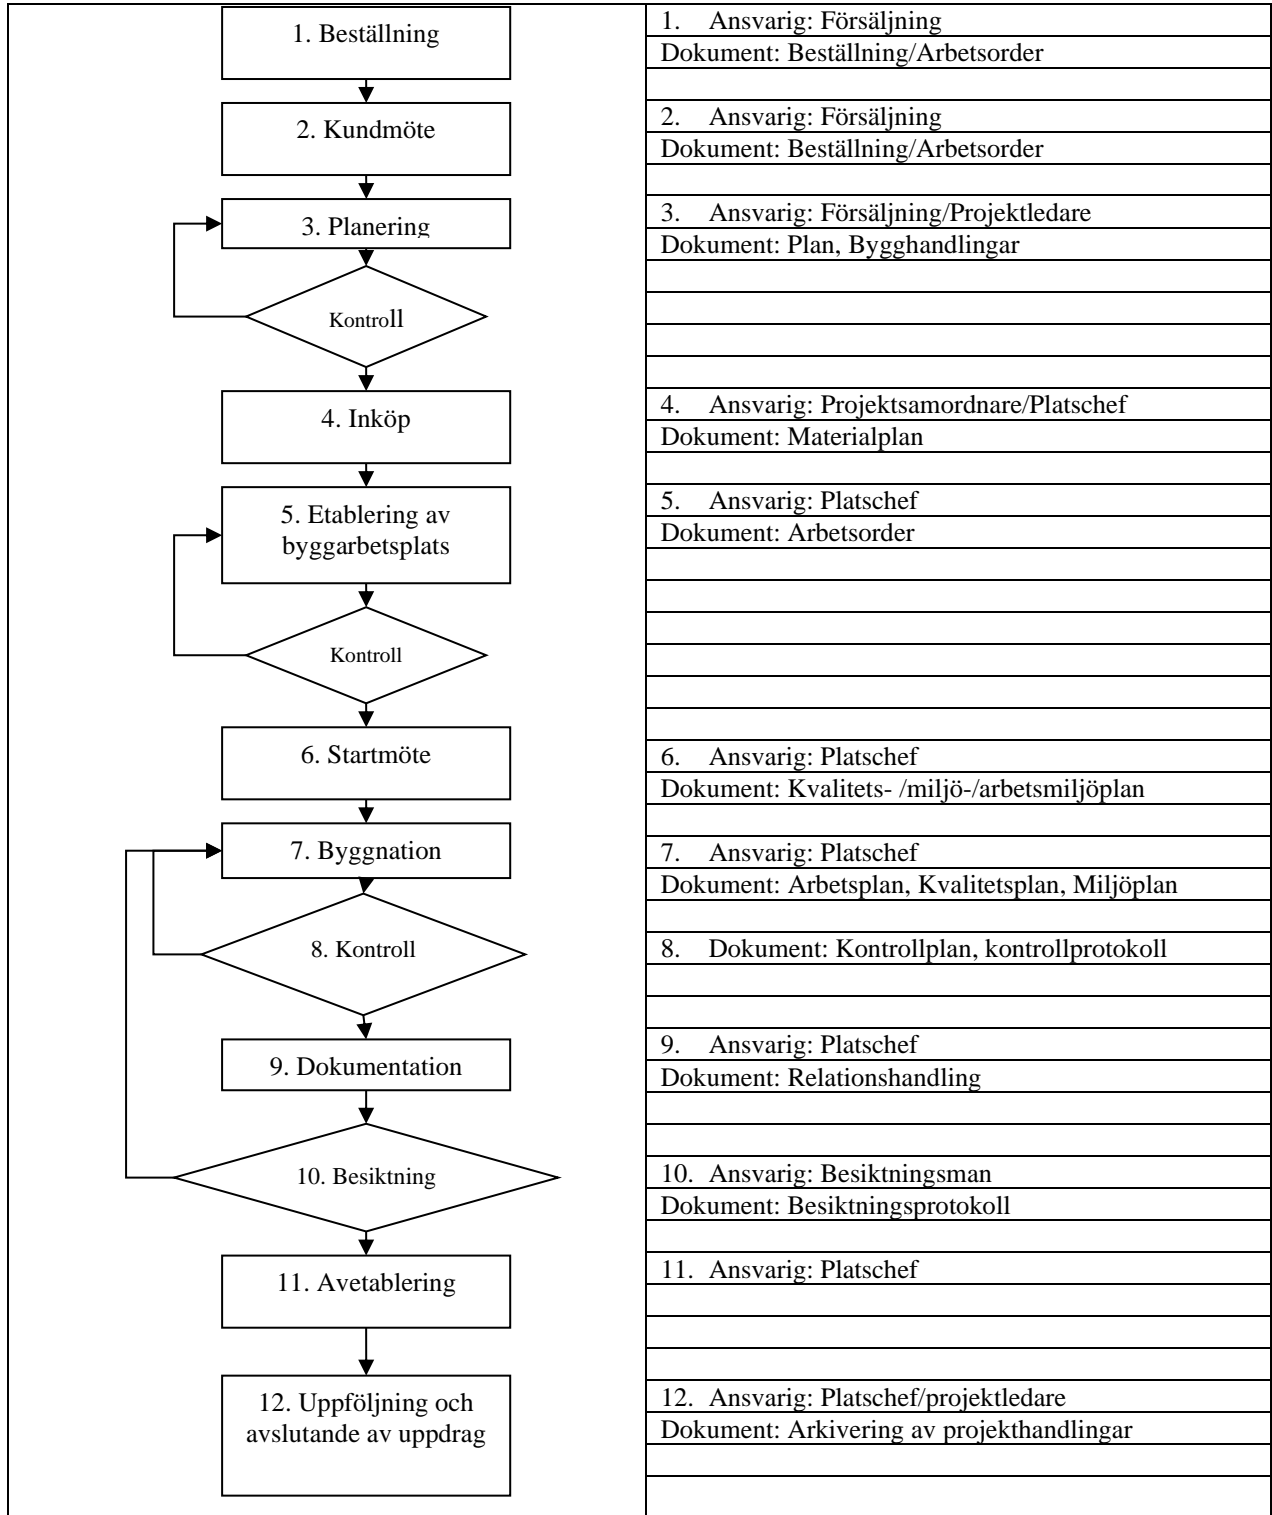 1. Beställning
2. Kundmöte
3. Planering
Kontroll
4. Inköp
5. Etablering av
byggarbetsplats
Kontroll
6. Startmöte
7. Byggnation
8. Kontroll
9. Dokumentation
10. Besiktning
11. Avetablering
12. Uppföljning och
avslutande av uppdrag
1. Ansvarig: Försäljning
Dokument: Beställning/Arbetsorder
2. Ansvarig: Försäljning
Dokument: Beställning/Arbetsorder
3. Ansvarig: Försäljning/Projektledare
Dokument: Plan, Bygghandlingar
4. Ansvarig: Projektsamordnare/Platschef
Dokument: Materialplan
5. Ansvarig: Platschef
Dokument: Arbetsorder
6. Ansvarig: Platschef
Dokument: Kvalitets- /miljö-/arbetsmiljöplan
7. Ansvarig: Platschef
Dokument: Arbetsplan, Kvalitetsplan, Miljöplan
8. Dokument: Kontrollplan, kontrollprotokoll
9. Ansvarig: Platschef
Dokument: Relationshandling
10. Ansvarig: Besiktningsman
Dokument: Besiktningsprotokoll
11. Ansvarig: Platschef
12. Ansvarig: Platschef/projektledare
Dokument: Arkivering av projekthandlingar